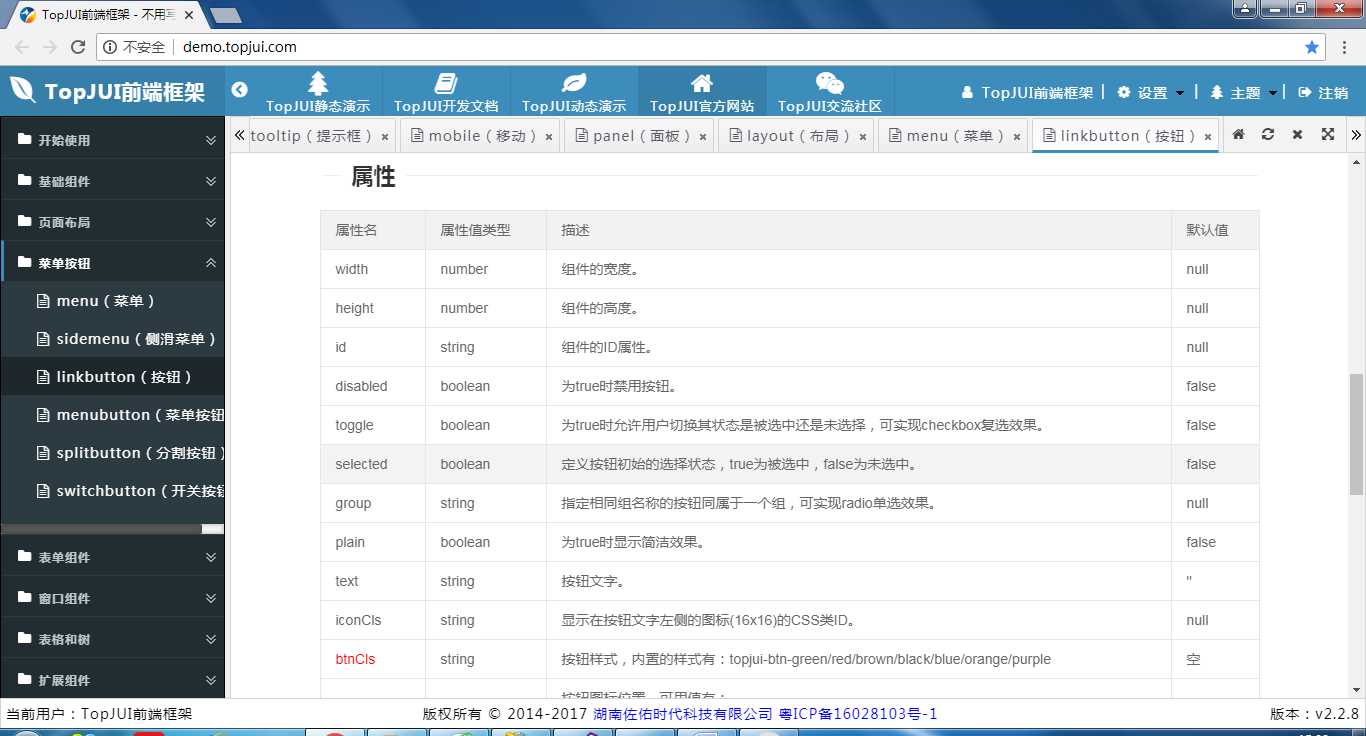 TopJUI前端框架 - 不用写
不安全 demo.topjui.com
TopJUI前端框架
TopJUI静态演示 TopJUI开发文档 TopJUI动态演示 TopJUI官方网站 TopJUI交流社区
TopJUI前端框架 设置 主题 注销
tooltip（提示框） mobile（移动） panel（面板） layout（布局） menu（菜单） linkbutton（按钮）
开始使用
基础组件
页面布局
菜单按钮
menu（菜单）
sidemenu（侧滑菜单）
linkbutton（按钮）
menubutton（菜单按钮
splitbutton（分割按钮）
switchbutton（开关按钮
表单组件
窗口组件
表格和树
扩展组件
属性
属性名 属性值类型 描述 默认值
width number 组件的宽度。 null
height number 组件的高度。 null
id string 组件的ID属性。 null
disabled boolean 为true时禁用按钮。 false
toggle boolean 为true时允许用户切换其状态是被选中还是未选择，可实现checkbox复选效果。 false
selected boolean 定义按钮初始的选择状态，true为被选中，false为未选中。 false
group string 指定相同组名称的按钮同属于一个组，可实现radio单选效果。 null
plain boolean 为true时显示简洁效果。 false
text string 按钮文字。 ''
iconCls string 显示在按钮文字左侧的图标(16x16)的CSS类ID。 null
btnCls string 按钮样式，内置的样式有：topjui-btn-green/red/brown/black/blue/orange/purple 空
按钮图标位置，可用值有：
当前用户：TopJUI前端框架
版权所有 © 2014-2017 湖南佐佑时代科技有限公司 粤ICP备16028103号-1
版本：v2.2.8